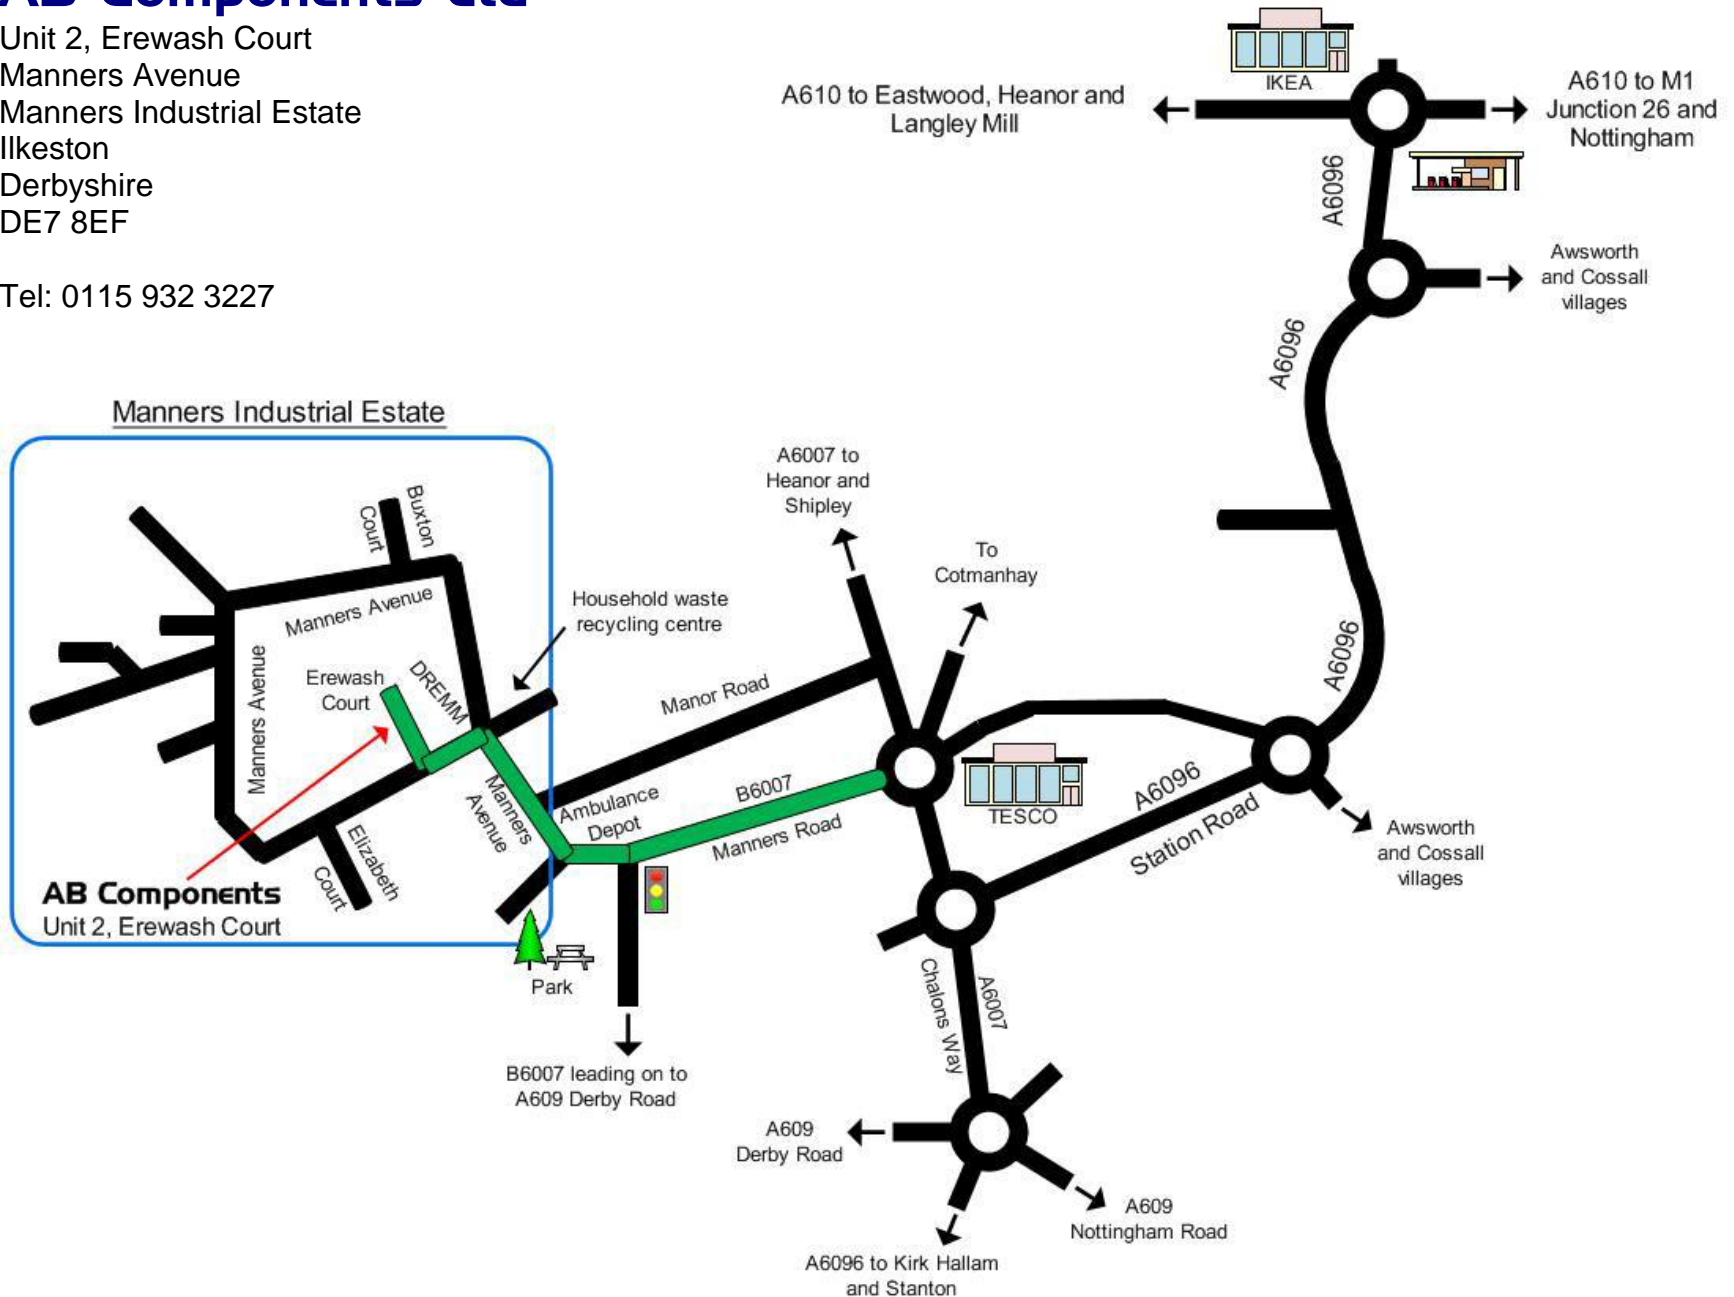 AB Components Ltd
Unit 2, Erewash Court
Manners Avenue
Manners Industrial Estate
Ilkeston
Derbyshire
DE7 8EF
Tel: 0115 932 3227
IKEA
A610 to Eastwood, Heanor and
Langley Mill
A610 to M1
Junction 26 and
Nottingham
A6096
Awsworth
and Cossall
villages
A6096
Manners Industrial Estate
A6007 to
Heanor and
Shipley
To
Cotmanhay
Buxton
Court
Manners Avenue
Household waste
recycling centre
A6096
Manners Avenue
Erewash
Court
DREMM
Manor Road
Manners
Avenue
Ambulance
Depot
B6007
Manners Road
TESCO
A6096
Station Road
Awsworth
and Cossall
villages
Elizabeth
Court
AB Components
Unit 2, Erewash Court
Park
Chalons Way
A6007
B6007 leading on to
A609 Derby Road
A609
Derby Road
A609
Nottingham Road
A6096 to Kirk Hallam
and Stanton